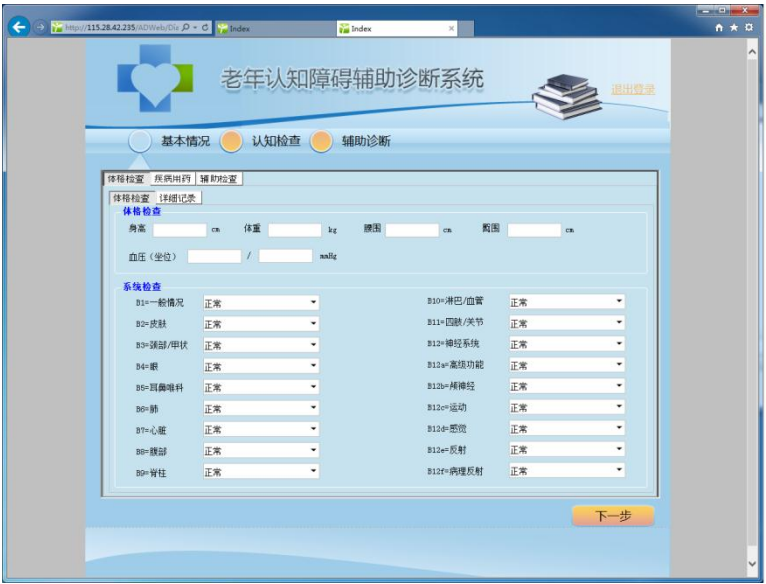 http://115.28.42.235/ADWeb/Dir
Index
Index
老年认知障碍辅助诊断系统
退出登录
基本情况 认知检查 辅助诊断
体格检查 疾病用药 辅助检查
体格检查 详细记录
体格检查
身高 cm 体重 kg 腰围 cm 臀围 cm
血压（坐位） / mmHg
系统检查
B1=一般情况 正常 B10=淋巴/血管 正常
B2=皮肤 正常 B11=四肢/关节 正常
B3=颈部/甲状 正常 B12=神经系统 正常
B4=眼 正常 B12a=高级功能 正常
B5=耳鼻喉科 正常 B12b=颅神经 正常
B6=肺 正常 B12c=运动 正常
B7=心脏 正常 B12d=感觉 正常
B8=腹部 正常 B12e=反射 正常
B9=脊柱 正常 B12f=病理反射 正常
下一步